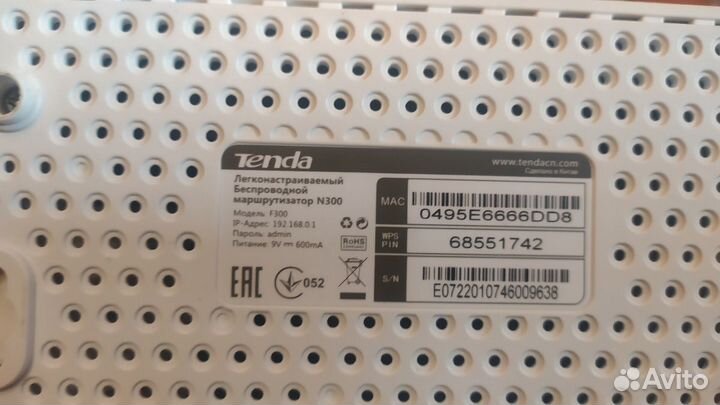 Tenda
www.tendacn.com
Сделано в Китае
Легконастраиваемый
Беспроводной
маршрутизатор N300
Модель: F300
IP-Адрес: 192.168.0.1
Пароль: admin
Питание: 9V 600mA
RoHS
EAC
052
MAC
0495E6666DD8
WPS
PIN
68551742
S/N
E0722010746009638
Avito